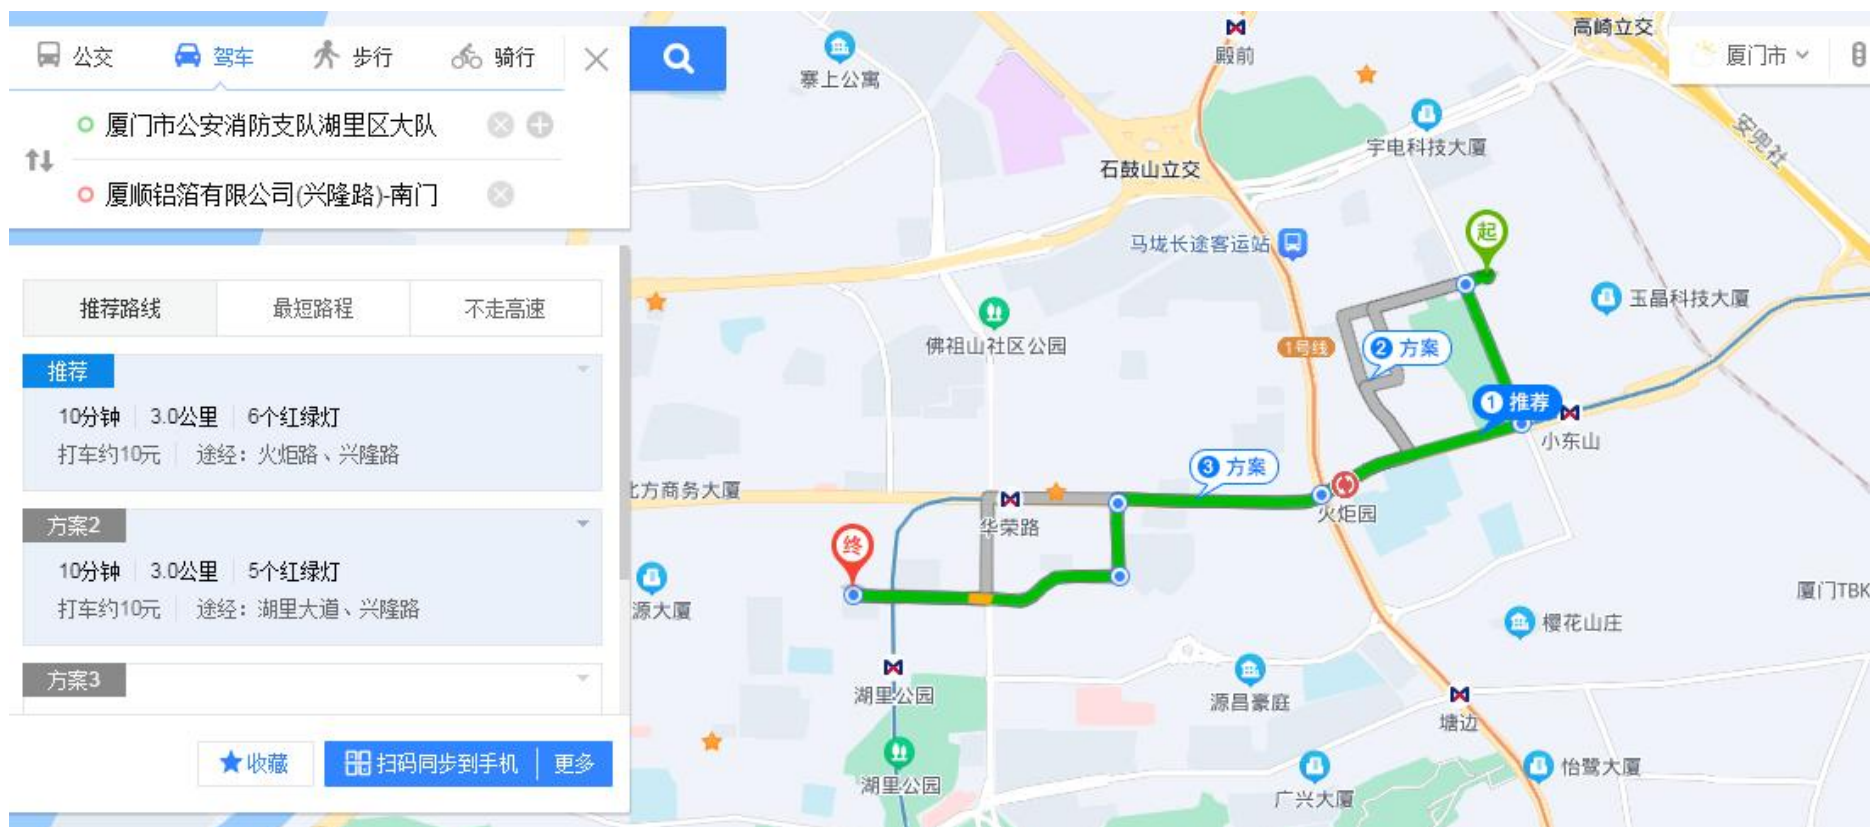 公交 驾车 步行 骑行
厦门市公安消防支队湖里区大队
厦顺铝箔有限公司(兴隆路)-南门
推荐路线 最短路程 不走高速
推荐
10分钟 3.0公里 6个红绿灯
打车约10元 途经：火炬路、兴隆路
方案2
10分钟 3.0公里 5个红绿灯
打车约10元 途经：湖里大道、兴隆路
方案3
收藏 扫码同步到手机 更多
高崎立交
厦门市
殿前
寨上公寓
安兜社
宇电科技大厦
石鼓山立交
起
马垅长途客运站
玉晶科技大厦
佛祖山社区公园
1号线
2 方案
1 推荐
小东山
3 方案
北方商务大厦
火炬园
华荣路
终
源大厦
厦门TBK
樱花山庄
湖里公园
源昌豪庭
塘边
湖里公园
怡鹭大厦
广兴大厦